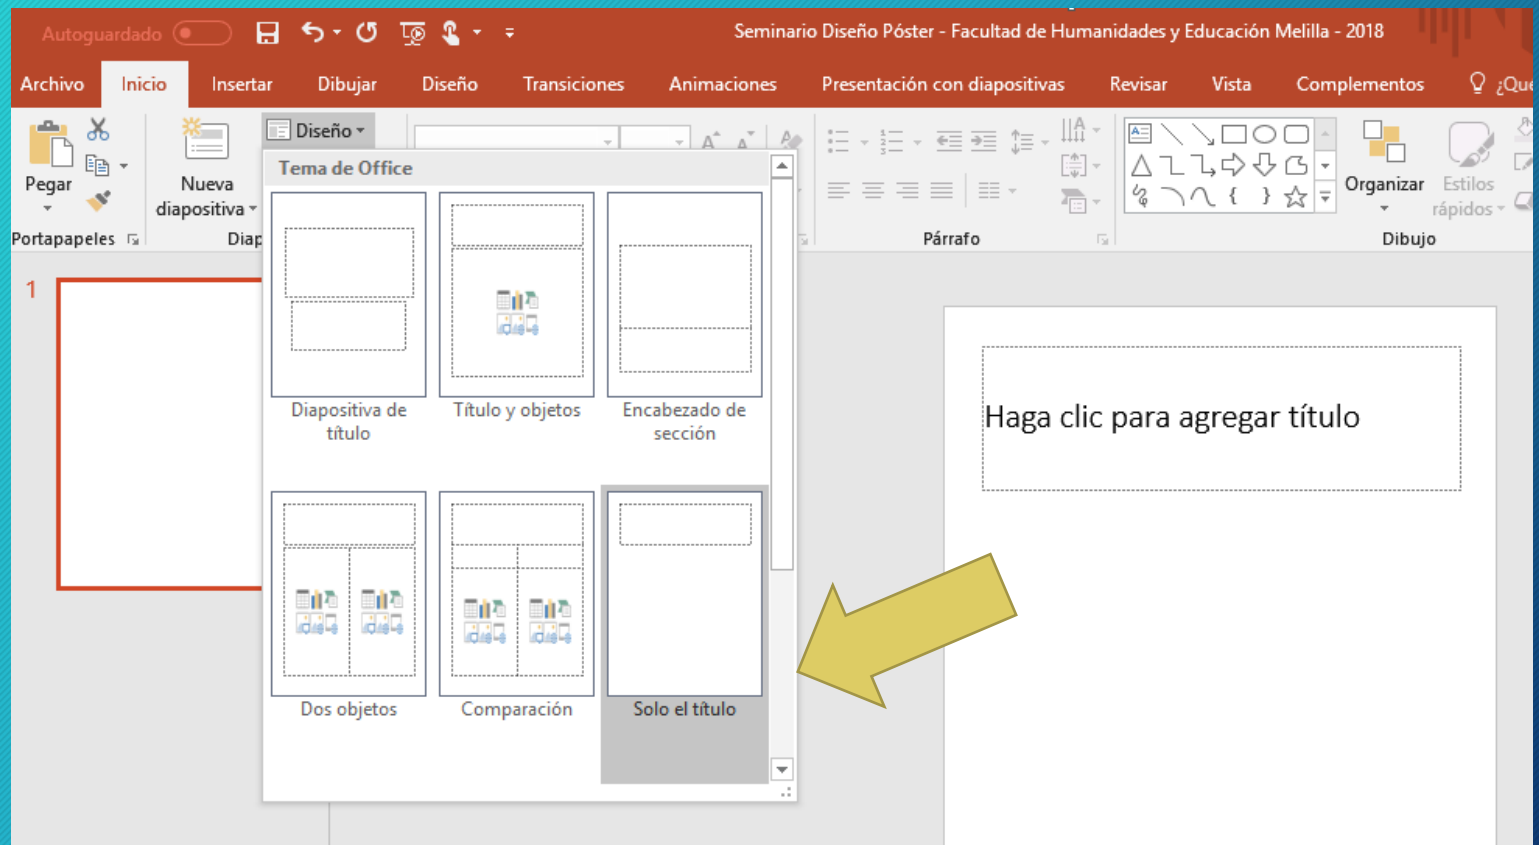 Autoguardado
Seminario Diseño Póster - Facultad de Humanidades y Educación Melilla - 2018
Archivo Inicio Insertar Dibujar Diseño Transiciones Animaciones Presentación con diapositivas Revisar Vista Complementos ¿Qué
Pegar
Nueva
diapositiva
Diseño
Organizar
Estilos
rápidos
Portapapeles
Diap
Párrafo
Dibujo
Tema de Office
Diapositiva de
título
Título y objetos
Encabezado de
sección
Dos objetos
Comparación
Solo el título
1
Haga clic para agregar título